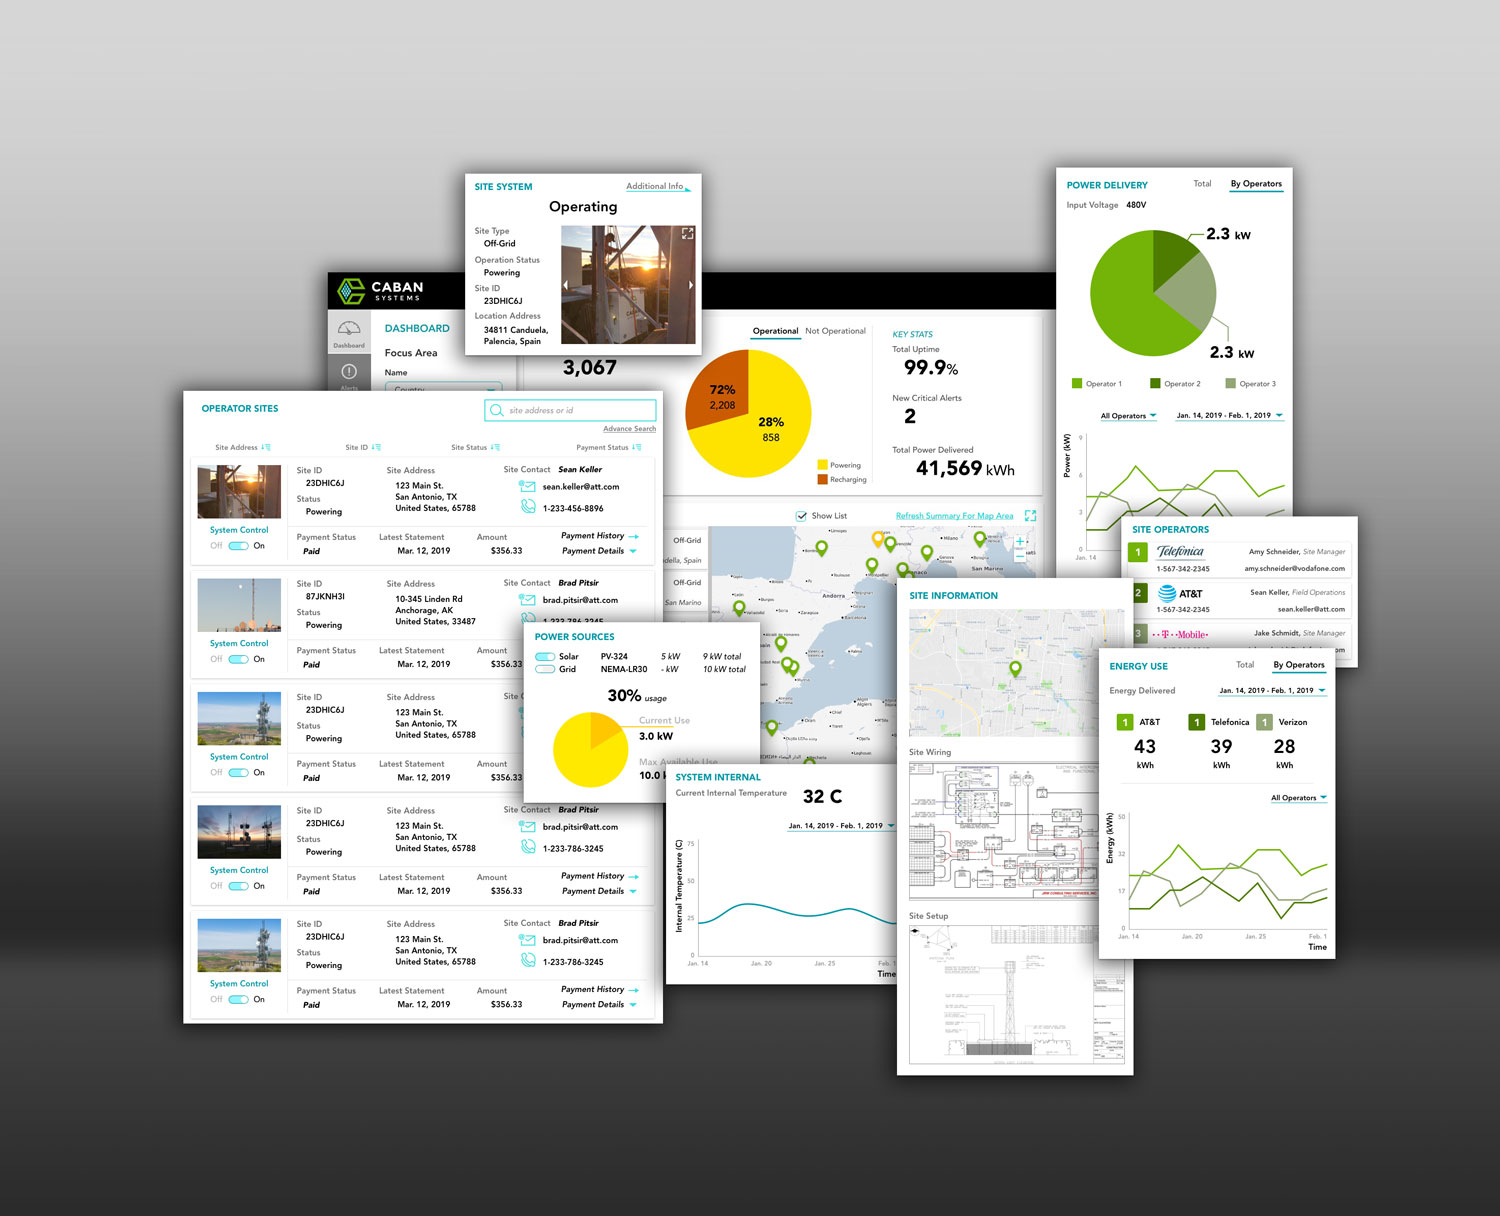 SITE SYSTEM
Additional Info
Operating
Site Type
Off-Grid
Operation Status
Powering
Site ID
23DHIC6J
Location Address
34811 Canduela,
Palencia, Spain
CABAN
SYSTEMS
Dashboard
Alerts
DASHBOARD
Focus Area
Name
Country
3,067
Operational Not Operational
72%
2,208
28%
858
Powering
Recharging
KEY STATS
Total Uptime
99.9%
New Critical Alerts
2
Total Power Delivered
41,569 kWh
Show List
Refresh Summary For Map Area
Off-Grid
Off-Grid
San Marino
Andorra
San Marino
Barcelona
POWER DELIVERY
Total By Operators
Input Voltage 480V
2.3 kW
2.3 kW
Operator 1 Operator 2 Operator 3
All Operators Jan. 14, 2019 - Feb. 1, 2019
Power (kW)
9
6
3
0
Jan. 14
OPERATOR SITES
site address or id
Advance Search
Site Address Site ID Site Status Payment Status
Site ID
23DHIC6J
Status
Powering
Site Address
123 Main St.
San Antonio, TX
United States, 65788
Site Contact Sean Keller
sean.keller@att.com
1-233-456-8896
System Control
Off On
Payment Status
Paid
Latest Statement
Mar. 12, 2019
Amount
$356.33
Payment History
Payment Details
Site ID
87JKNH3I
Status
Powering
Site Address
10-345 Linden Rd
Anchorage, AK
United States, 33487
Site Contact Brad Pitsir
brad.pitsir@att.com
1-233-786-3245
System Control
Off On
Payment Status
Paid
Latest Statement
Mar. 12, 2019
Amount
$356.33
Site ID
23DHIC6J
Status
Powering
Site Address
123 Main St.
San Antonio, TX
United States, 65788
System Control
Off On
Payment Status
Paid
Latest Statement
Mar. 12, 2019
Amount
$356.33
Site ID
23DHIC6J
Status
Powering
Site Address
123 Main St.
San Antonio, TX
United States, 65788
Site Contact Brad Pitsir
brad.pitsir@att.com
1-233-786-3245
System Control
Off On
Payment Status
Paid
Latest Statement
Mar. 12, 2019
Amount
$356.33
Payment History
Payment Details
Site ID
23DHIC6J
Status
Powering
Site Address
123 Main St.
San Antonio, TX
United States, 65788
Site Contact Brad Pitsir
brad.pitsir@att.com
1-233-786-3245
System Control
Off On
Payment Status
Paid
Latest Statement
Mar. 12, 2019
Amount
$356.33
Payment History
Payment Details
POWER SOURCES
Solar PV-324 5 kW 9 kW total
Grid NEMA-LR30 - kW 10 kW total
30% usage
Current Use
3.0 kW
Max Available Use
10.0
SYSTEM INTERNAL
Current Internal Temperature 32 C
Jan. 14, 2019 - Feb. 1, 2019
Internal Temperature (C)
75
50
25
0
Jan. 14 Jan. 20 Jan. 25 Feb. 1
Time
SITE INFORMATION
Site Wiring
Site Setup
SITE OPERATORS
1 Telefónica Amy Schneider, Site Manager
1-567-342-2345 amy.schneider@vodafone.com
2 AT&T Sean Keller, Field Operations
1-567-342-2345 sean.keller@att.com
3 T-Mobile Jake Schmidt, Site Manager
ENERGY USE
Total By Operators
Energy Delivered Jan. 14, 2019 - Feb. 1, 2019
1 AT&T 1 Telefonica 1 Verizon
43 39 28
kWh kWh kWh
All Operators
Energy (kWh)
50
32
17
0
Jan. 14 Jan. 20 Jan. 25 Feb. 1
Time